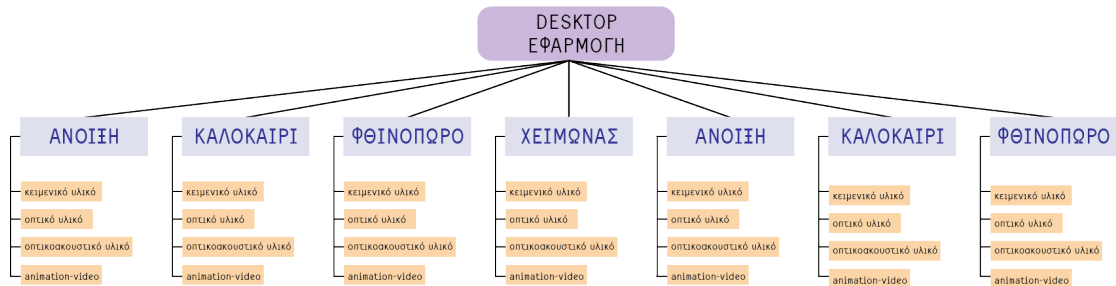 DESKTOP
ΕΦΑΡΜΟΓΗ
ΑΝΟΙΞΗ
κειμενικό υλικό
οπτικό υλικό
οπτικοακουστικό υλικό
animation-video
ΚΑΛΟΚΑΙΡΙ
κειμενικό υλικό
οπτικό υλικό
οπτικοακουστικό υλικό
animation-video
ΦΘΙΝΟΠΩΡΟ
κειμενικό υλικό
οπτικό υλικό
οπτικοακουστικό υλικό
animation-video
ΧΕΙΜΩΝΑΣ
κειμενικό υλικό
οπτικό υλικό
οπτικοακουστικό υλικό
animation-video
ΑΝΟΙΞΗ
κειμενικό υλικό
οπτικό υλικό
οπτικοακουστικό υλικό
animation-video
ΚΑΛΟΚΑΙΡΙ
κειμενικό υλικό
οπτικό υλικό
οπτικοακουστικό υλικό
animation-video
ΦΘΙΝΟΠΩΡΟ
κειμενικό υλικό
οπτικό υλικό
οπτικοακουστικό υλικό
animation-video